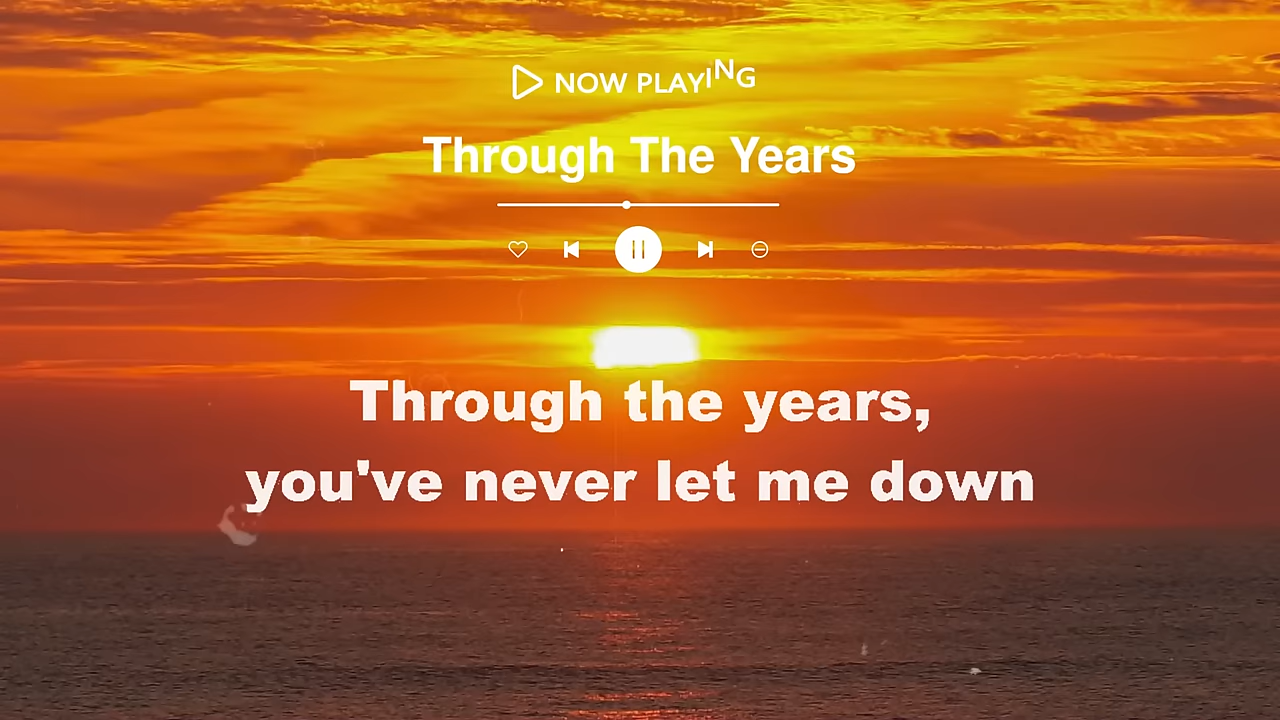 NOW PLAYING
Through The Years
Through the years,
you've never let me down